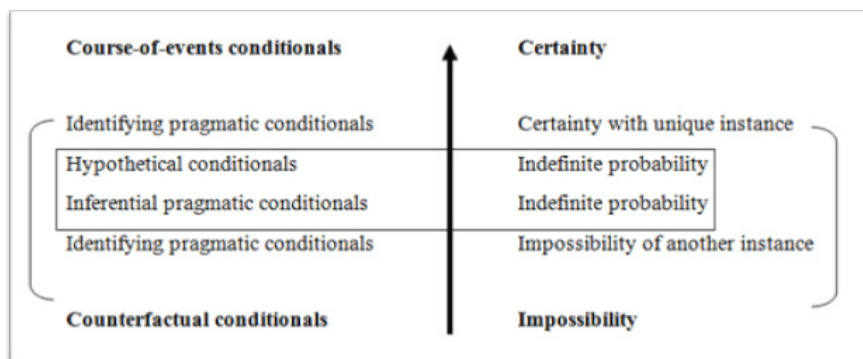 Course-of-events conditionals Certainty
Identifying pragmatic conditionals Certainty with unique instance
Hypothetical conditionals Indefinite probability
Inferential pragmatic conditionals Indefinite probability
Identifying pragmatic conditionals Impossibility of another instance
Counterfactual conditionals Impossibility